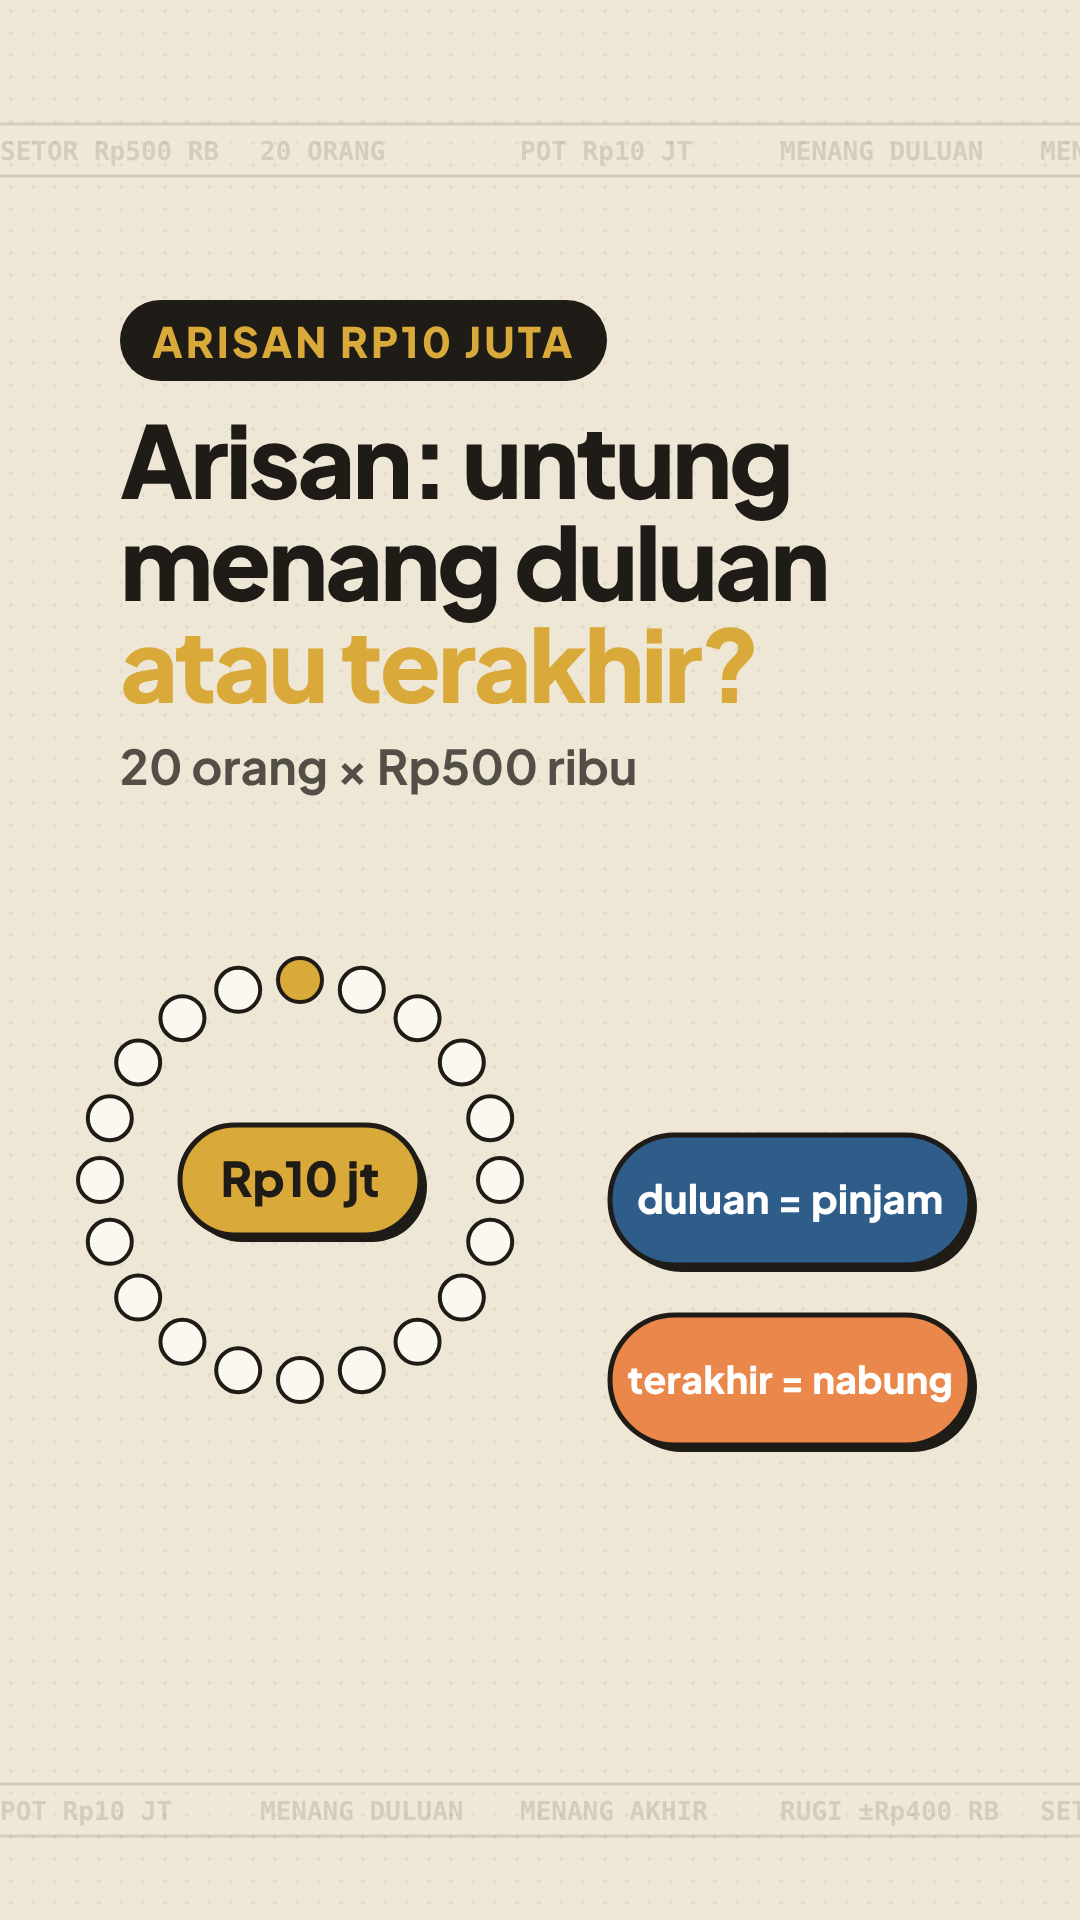 SETOR Rp500 RB 20 ORANG POT Rp10 JT MENANG DULUAN MEN
ARISAN RP10 JUTA
Arisan: untung
menang duluan
atau terakhir?
20 orang × Rp500 ribu
Rp10 jt
duluan = pinjam
terakhir = nabung
POT Rp10 JT MENANG DULUAN MENANG AKHIR RUGI ±Rp400 RB SET